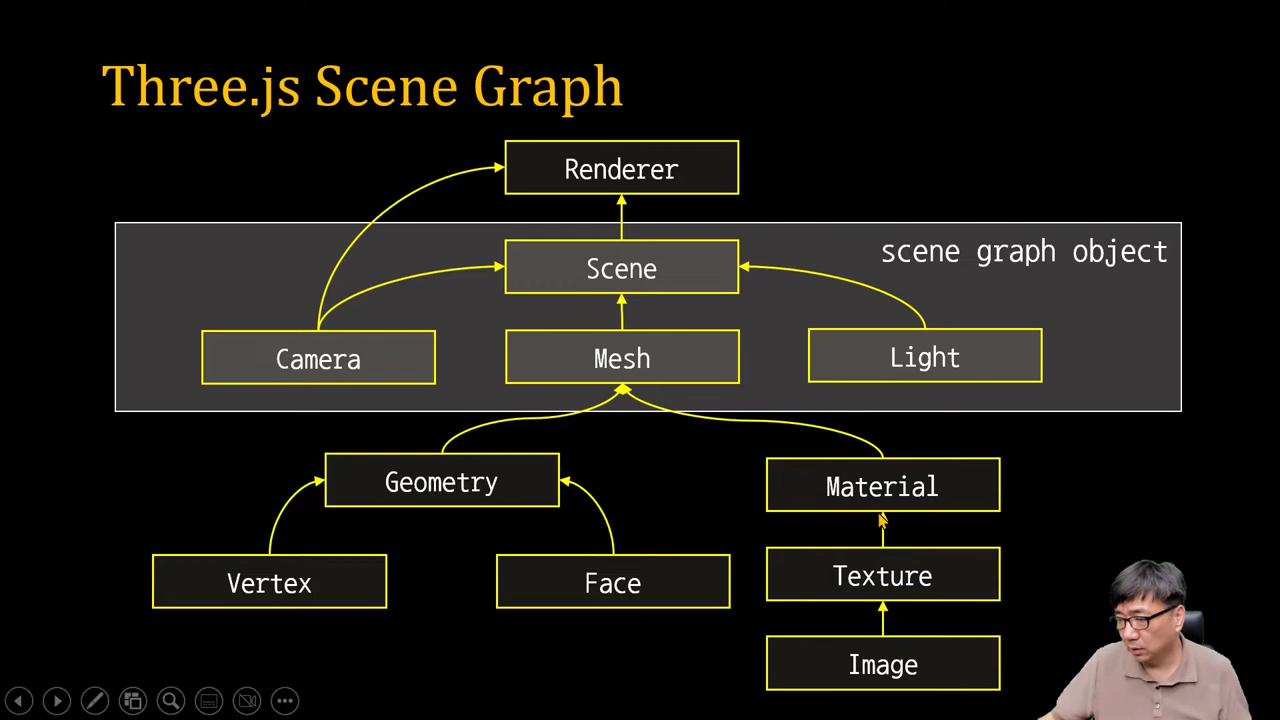 Three.js Scene Graph
Renderer
scene graph object
Scene
Camera
Mesh
Light
Geometry
Material
Vertex
Face
Texture
Image